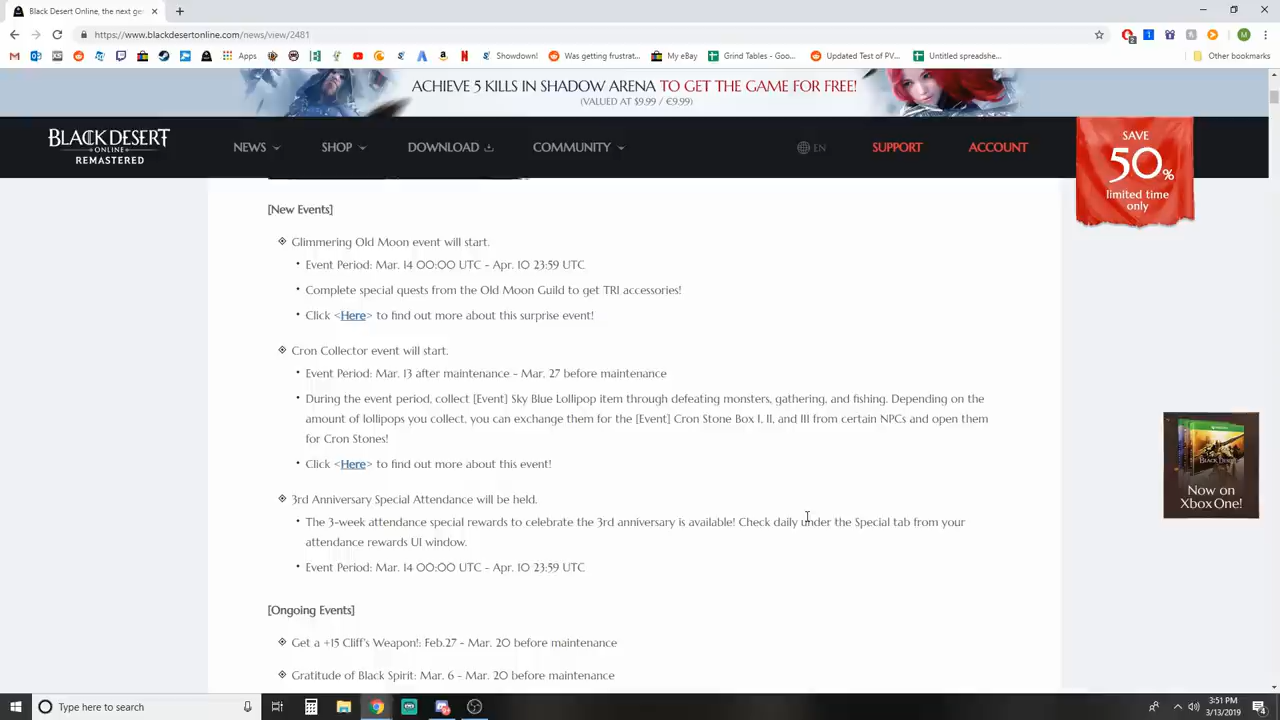 Black Desert Online, the next ge
https://www.blackdesertonline.com/news/view/2481
Apps
Showdown!
Was getting frustrat...
My eBay
Grind Tables - Goo...
Updated Test of PV...
Untitled spreadshe...
Other bookmarks
ACHIEVE 5 KILLS IN SHADOW ARENA TO GET THE GAME FOR FREE!
(VALUED AT $9.99 / €9.99)
BLACK DESERT
ONLINE
REMASTERED
NEWS
SHOP
DOWNLOAD
COMMUNITY
EN
SUPPORT
ACCOUNT
SAVE
50%
limited time
only
[New Events]
Glimmering Old Moon event will start.
• Event Period: Mar. 14 00:00 UTC - Apr. 10 23:59 UTC
• Complete special quests from the Old Moon Guild to get TRI accessories!
• Click <Here> to find out more about this surprise event!
Cron Collector event will start.
• Event Period: Mar. 13 after maintenance - Mar. 27 before maintenance
• During the event period, collect [Event] Sky Blue Lollipop item through defeating monsters, gathering, and fishing. Depending on the
amount of lollipops you collect, you can exchange them for the [Event] Cron Stone Box I, II, and III from certain NPCs and open them
for Cron Stones!
• Click <Here> to find out more about this event!
3rd Anniversary Special Attendance will be held.
• The 3-week attendance special rewards to celebrate the 3rd anniversary is available! Check daily under the Special tab from your
attendance rewards UI window.
• Event Period: Mar. 14 00:00 UTC - Apr. 10 23:59 UTC
[Ongoing Events]
Get a +15 Cliff's Weapon!: Feb.27 - Mar. 20 before maintenance
Gratitude of Black Spirit: Mar. 6 - Mar. 20 before maintenance
BLACK DESERT
Now on
Xbox One!
Type here to search
3:51 PM
3/13/2019